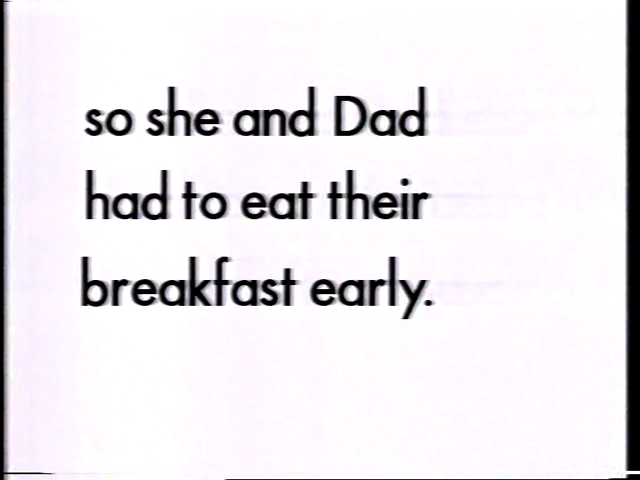 so she and Dad
had to eat their
breakfast early.